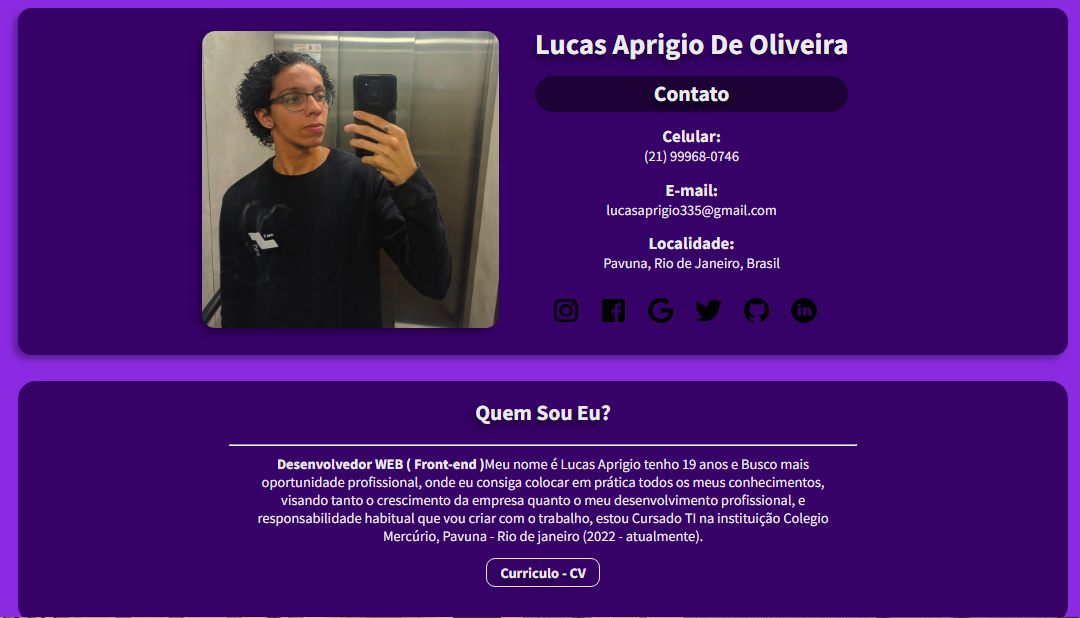 Lucas Aprigio De Oliveira
Contato
Celular:
(21) 99968-0746
E-mail:
lucasaprigio335@gmail.com
Localidade:
Pavuna, Rio de Janeiro, Brasil
in
Quem Sou Eu?
Desenvolvedor WEB ( Front-end )Meu nome é Lucas Aprigio tenho 19 anos e Busco mais
oportunidade profissional, onde eu consiga colocar em prática todos os meus conhecimentos,
visando tanto o crescimento da empresa quanto o meu desenvolvimento profissional, e
responsabilidade habitual que vou criar com o trabalho, estou Cursado TI na instituição Colegio
Mercúrio, Pavuna - Rio de janeiro (2022 - atualmente).
Curriculo - CV